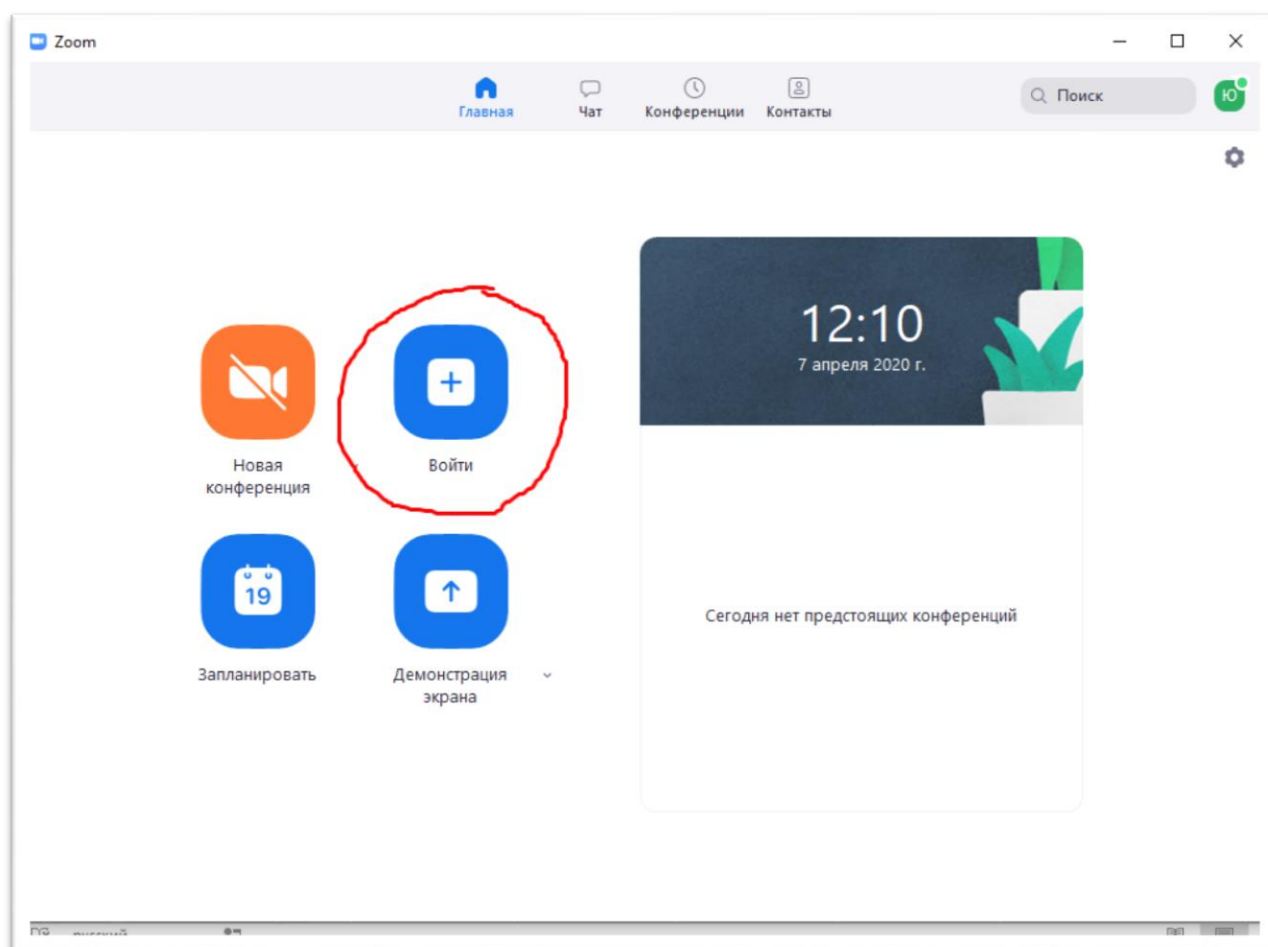 Zoom
Главная
Чат
Конференции
Контакты
Поиск
Ю
12:10
7 апреля 2020 г.
Новая
конференция
Войти
19
Запланировать
Демонстрация
экрана
Сегодня нет предстоящих конференций
русский